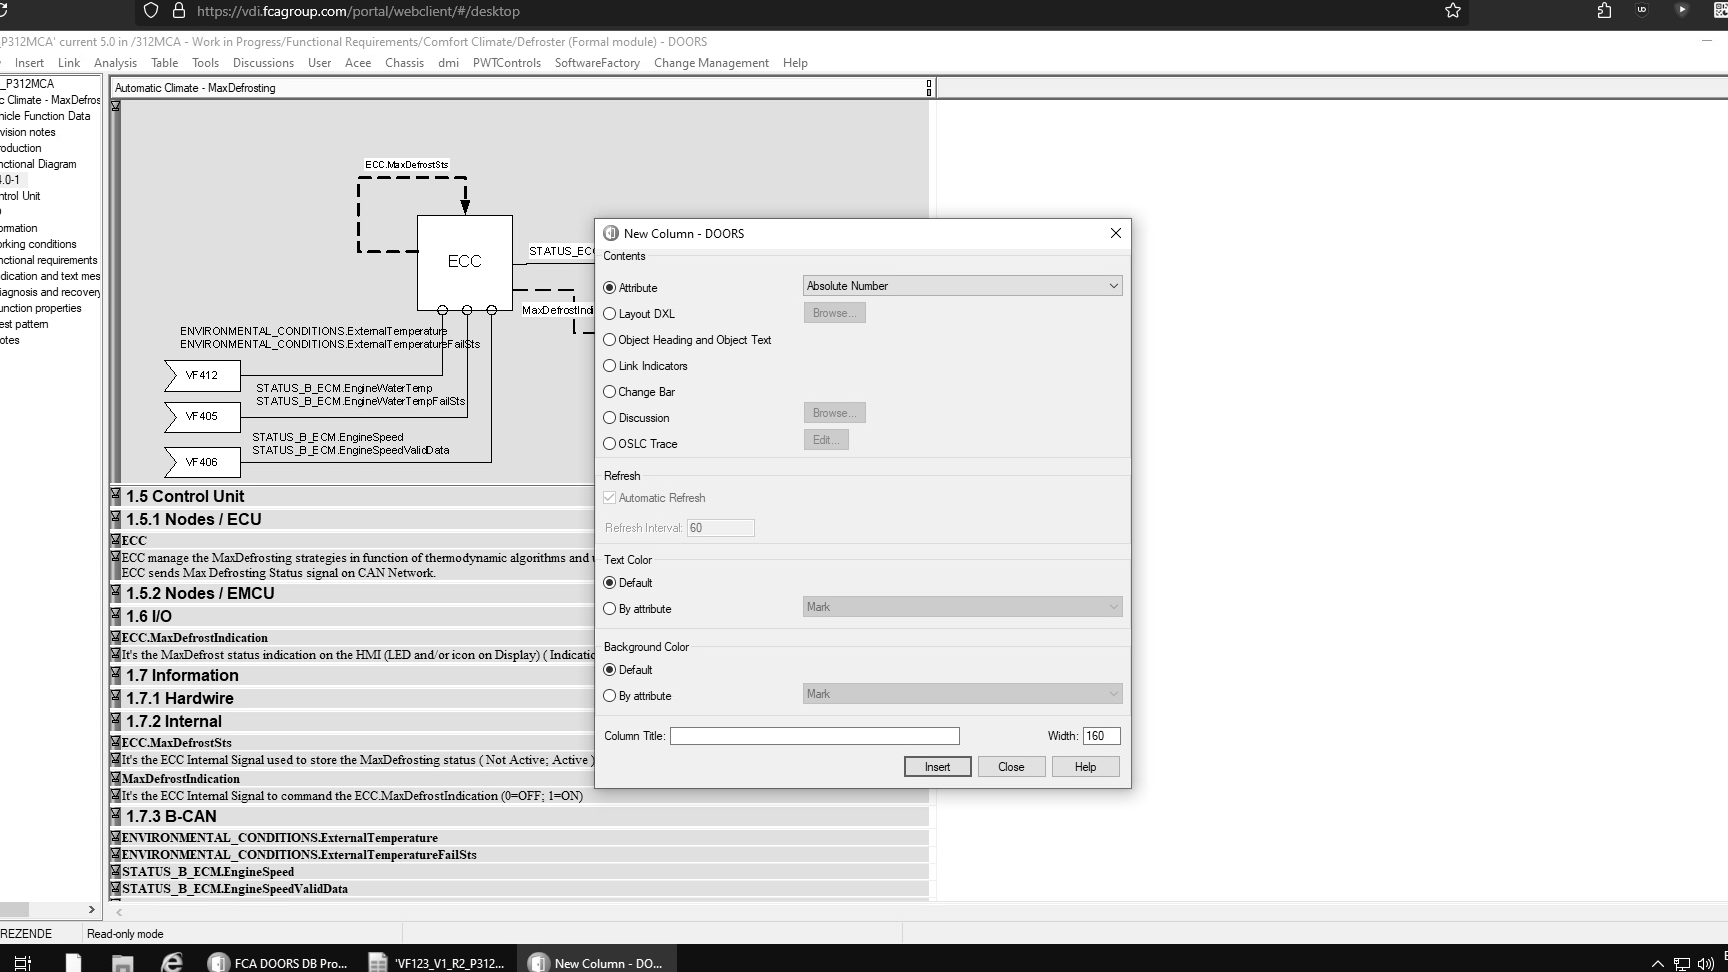 https://vdi.fcagroup.com/portal/webclient/#/desktop
_P312MCA' current 5.0 in /312MCA - Work in Progress/Functional Requirements/Comfort Climate/Defroster (Formal module) - DOORS
Insert Link Analysis Table Tools Discussions User Acee Chassis dmi PWTControls SoftwareFactory Change Management Help
_P312MCA
c Climate - MaxDefros
hicle Function Data
vision notes
roduction
nctional Diagram
4.0-1
ntrol Unit
ormation
orking conditions
nctional requirements
dication and text mes
iagnosis and recovery
unction properties
est pattern
otes
Automatic Climate - MaxDefrosting
ECC.MaxDefrostSts
ECC
STATUS_ECC
MaxDefrostIndi
ENVIRONMENTAL_CONDITIONS.ExternalTemperature
ENVIRONMENTAL_CONDITIONS.ExternalTemperatureFailSts
VF412
STATUS_B_ECM.EngineWaterTemp
STATUS_B_ECM.EngineWaterTempFailSts
VF405
STATUS_B_ECM.EngineSpeed
STATUS_B_ECM.EngineSpeedValidData
VF406
1.5 Control Unit
1.5.1 Nodes / ECU
ECC
ECC manage the MaxDefrosting strategies in function of thermodynamic algorithms and u
ECC sends Max Defrosting Status signal on CAN Network.
1.5.2 Nodes / EMCU
1.6 I/O
ECC.MaxDefrostIndication
It's the MaxDefrost status indication on the HMI (LED and/or icon on Display) ( Indicatio
1.7 Information
1.7.1 Hardwire
1.7.2 Internal
ECC.MaxDefrostSts
It's the ECC Internal Signal used to store the MaxDefrosting status ( Not Active; Active )
MaxDefrostIndication
It's the ECC Internal Signal to command the ECC.MaxDefrostIndication (0=OFF; 1=ON)
1.7.3 B-CAN
ENVIRONMENTAL_CONDITIONS.ExternalTemperature
ENVIRONMENTAL_CONDITIONS.ExternalTemperatureFailSts
STATUS_B_ECM.EngineSpeed
STATUS_B_ECM.EngineSpeedValidData
New Column - DOORS
Contents
Attribute Absolute Number
Layout DXL Browse...
Object Heading and Object Text
Link Indicators
Change Bar
Discussion Browse...
OSLC Trace Edit...
Refresh
Automatic Refresh
Refresh Interval: 60
Text Color
Default
By attribute Mark
Background Color
Default
By attribute Mark
Column Title: Width: 160
Insert Close Help
REZENDE Read-only mode
FCA DOORS DB Pro... 'VF123_V1_R2_P312... New Column - DO...